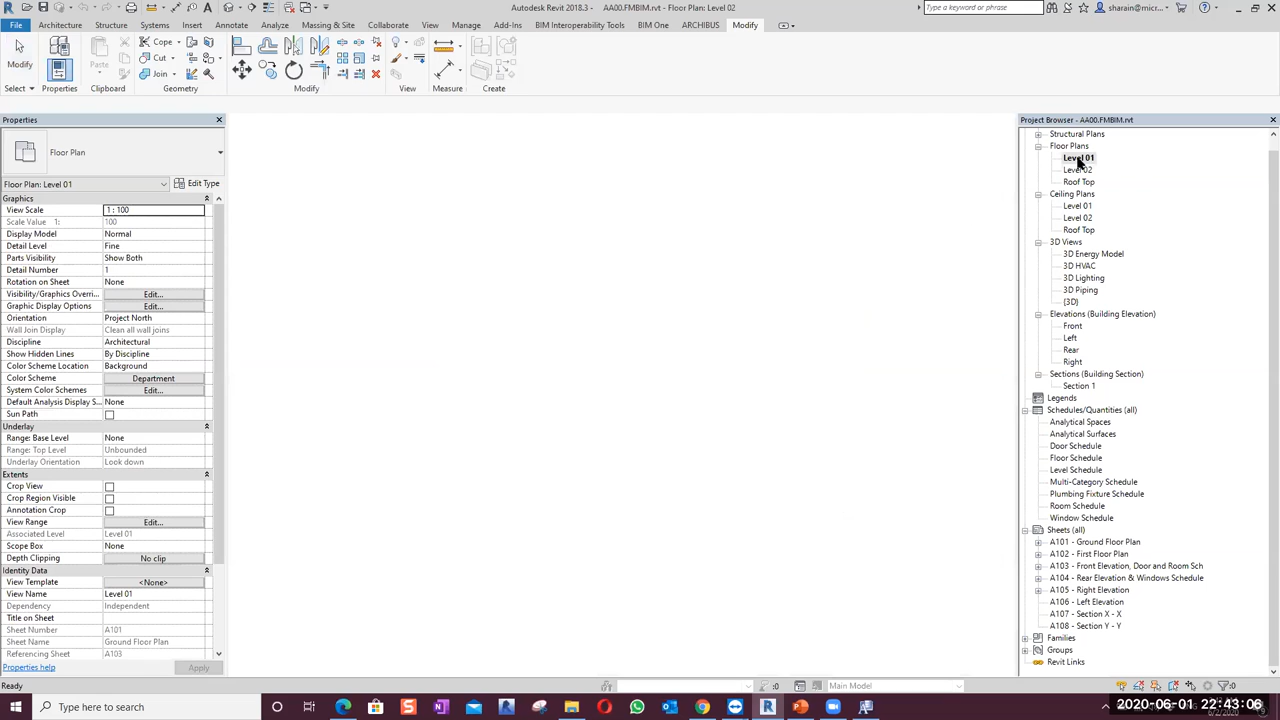 Autodesk Revit 2018.3 - AA00.FMBIM.rvt - Floor Plan: Level 02
Type a keyword or phrase
sharain@micr...
File Architecture Structure Systems Insert Annotate Analyze Massing & Site Collaborate View Manage Add-Ins BIM Interoperability Tools BIM One ARCHIBUS Modify
Cope
Cut
Join
Modify Paste
Select Properties Clipboard Geometry Modify View Measure Create
Properties
Floor Plan
Floor Plan: Level 01 Edit Type
Graphics
View Scale 1 : 100
Scale Value 1: 100
Display Model Normal
Detail Level Fine
Parts Visibility Show Both
Detail Number 1
Rotation on Sheet None
Visibility/Graphics Overri... Edit...
Graphic Display Options Edit...
Orientation Project North
Wall Join Display Clean all wall joins
Discipline Architectural
Show Hidden Lines By Discipline
Color Scheme Location Background
Color Scheme Department
System Color Schemes Edit...
Default Analysis Display S... None
Sun Path
Underlay
Range: Base Level None
Range: Top Level Unbounded
Underlay Orientation Look down
Extents
Crop View
Crop Region Visible
Annotation Crop
View Range Edit...
Associated Level Level 01
Scope Box None
Depth Clipping No clip
Identity Data
View Template <None>
View Name Level 01
Dependency Independent
Title on Sheet
Sheet Number A101
Sheet Name Ground Floor Plan
Referencing Sheet A103
Properties help Apply
Project Browser - AA00.FMBIM.rvt
Structural Plans
Floor Plans
Level 01
Level 02
Roof Top
Ceiling Plans
Level 01
Level 02
Roof Top
3D Views
3D Energy Model
3D HVAC
3D Lighting
3D Piping
{3D}
Elevations (Building Elevation)
Front
Left
Rear
Right
Sections (Building Section)
Section 1
Legends
Schedules/Quantities (all)
Analytical Spaces
Analytical Surfaces
Door Schedule
Floor Schedule
Level Schedule
Multi-Category Schedule
Plumbing Fixture Schedule
Room Schedule
Window Schedule
Sheets (all)
A101 - Ground Floor Plan
A102 - First Floor Plan
A103 - Front Elevation, Door and Room Sch
A104 - Rear Elevation & Windows Schedule
A105 - Right Elevation
A106 - Left Elevation
A107 - Section X - X
A108 - Section Y - Y
Families
Groups
Revit Links
Ready :0 Main Model :0
Type here to search
2020-06-01 22:43:06
6/2/2020